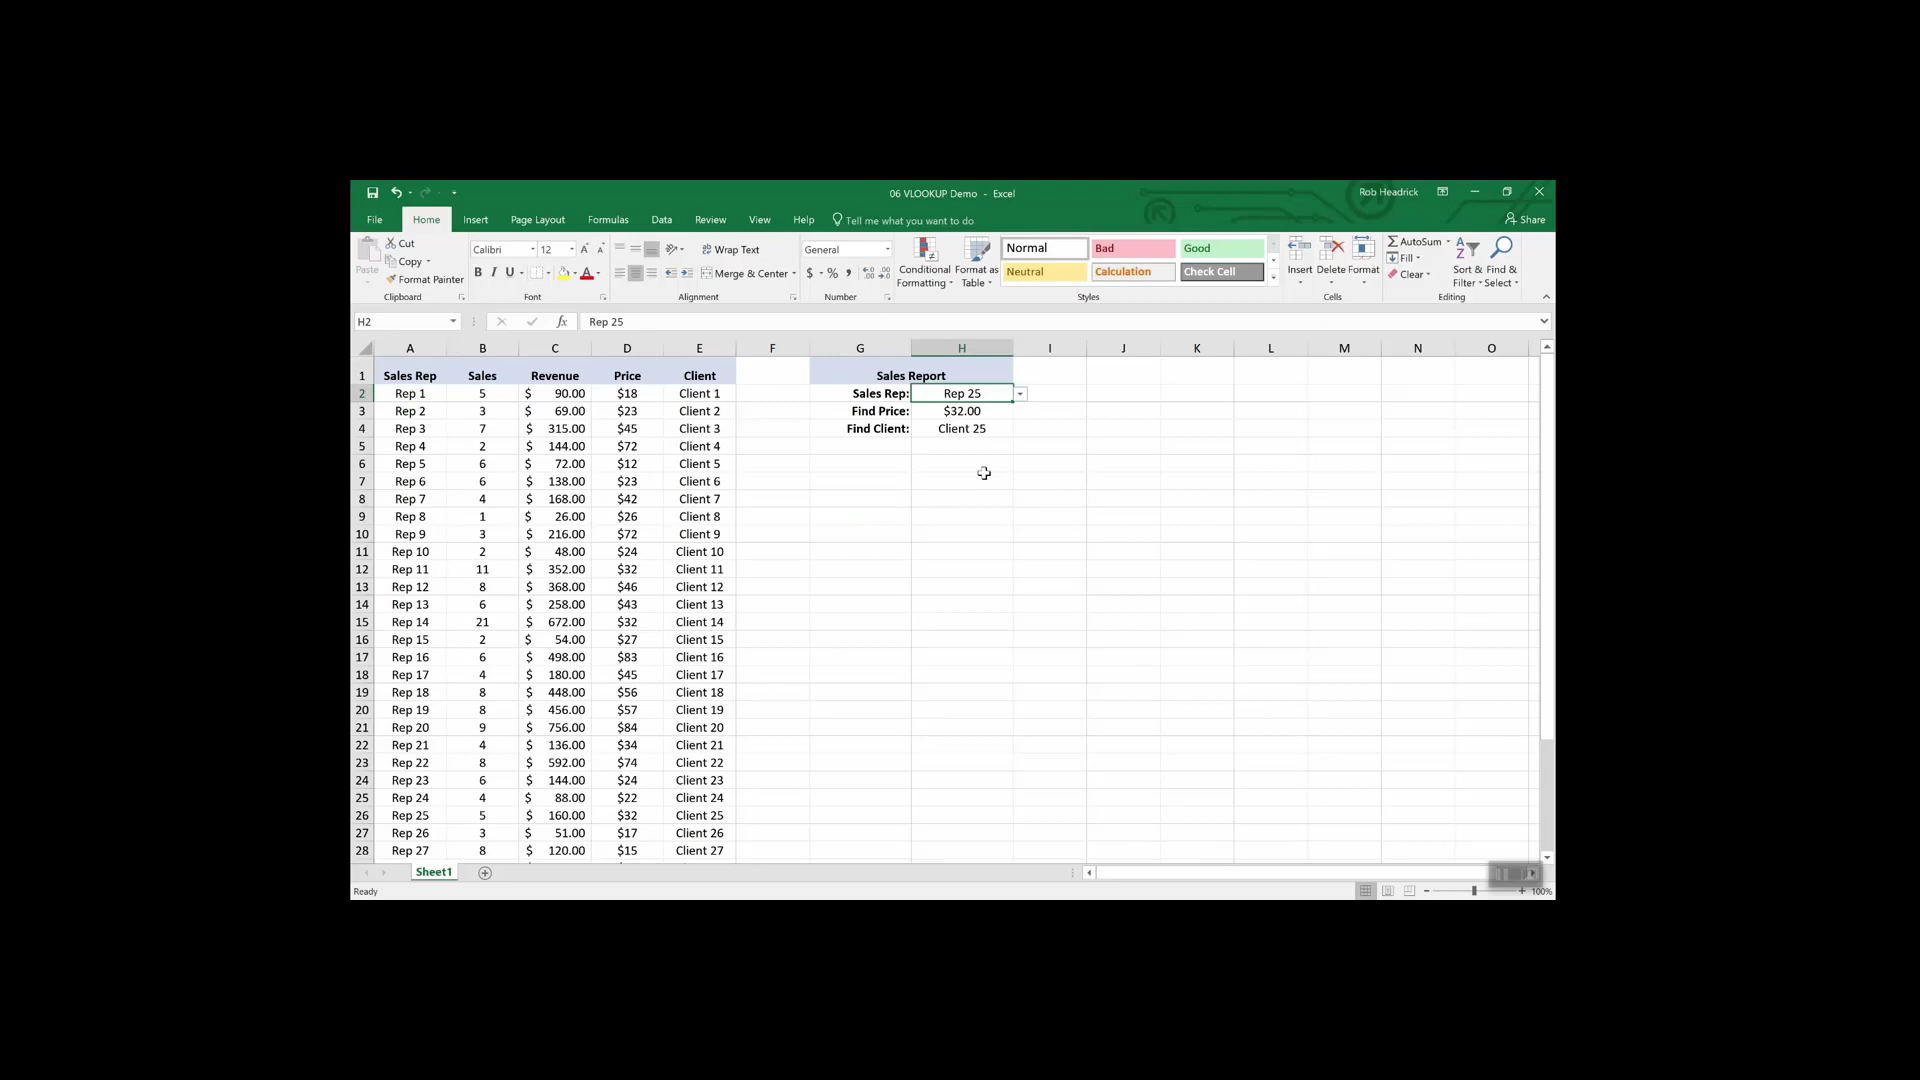 06 VLOOKUP Demo - Excel
Rob Headrick
File Home Insert Page Layout Formulas Data Review View Help Tell me what you want to do Share
Paste
Cut
Copy
Format Painter
Clipboard
Calibri 12
B I U
Font
Wrap Text
Merge & Center
Alignment
General
$ % ,
Number
Conditional Formatting
Format as Table
Normal Bad Good
Neutral Calculation Check Cell
Styles
Insert Delete Format
Cells
AutoSum
Fill
Clear
Sort & Filter
Find & Select
Editing
H2 fx Rep 25
A B C D E F G H I J K L M N O
1 Sales Rep Sales Revenue Price Client Sales Report
2 Rep 1 5 $ 90.00 $18 Client 1 Sales Rep: Rep 25
3 Rep 2 3 $ 69.00 $23 Client 2 Find Price: $32.00
4 Rep 3 7 $ 315.00 $45 Client 3 Find Client: Client 25
5 Rep 4 2 $ 144.00 $72 Client 4
6 Rep 5 6 $ 72.00 $12 Client 5
7 Rep 6 6 $ 138.00 $23 Client 6
8 Rep 7 4 $ 168.00 $42 Client 7
9 Rep 8 1 $ 26.00 $26 Client 8
10 Rep 9 3 $ 216.00 $72 Client 9
11 Rep 10 2 $ 48.00 $24 Client 10
12 Rep 11 11 $ 352.00 $32 Client 11
13 Rep 12 8 $ 368.00 $46 Client 12
14 Rep 13 6 $ 258.00 $43 Client 13
15 Rep 14 21 $ 672.00 $32 Client 14
16 Rep 15 2 $ 54.00 $27 Client 15
17 Rep 16 6 $ 498.00 $83 Client 16
18 Rep 17 4 $ 180.00 $45 Client 17
19 Rep 18 8 $ 448.00 $56 Client 18
20 Rep 19 8 $ 456.00 $57 Client 19
21 Rep 20 9 $ 756.00 $84 Client 20
22 Rep 21 4 $ 136.00 $34 Client 21
23 Rep 22 8 $ 592.00 $74 Client 22
24 Rep 23 6 $ 144.00 $24 Client 23
25 Rep 24 4 $ 88.00 $22 Client 24
26 Rep 25 5 $ 160.00 $32 Client 25
27 Rep 26 3 $ 51.00 $17 Client 26
28 Rep 27 8 $ 120.00 $15 Client 27
Sheet1
Ready
100%